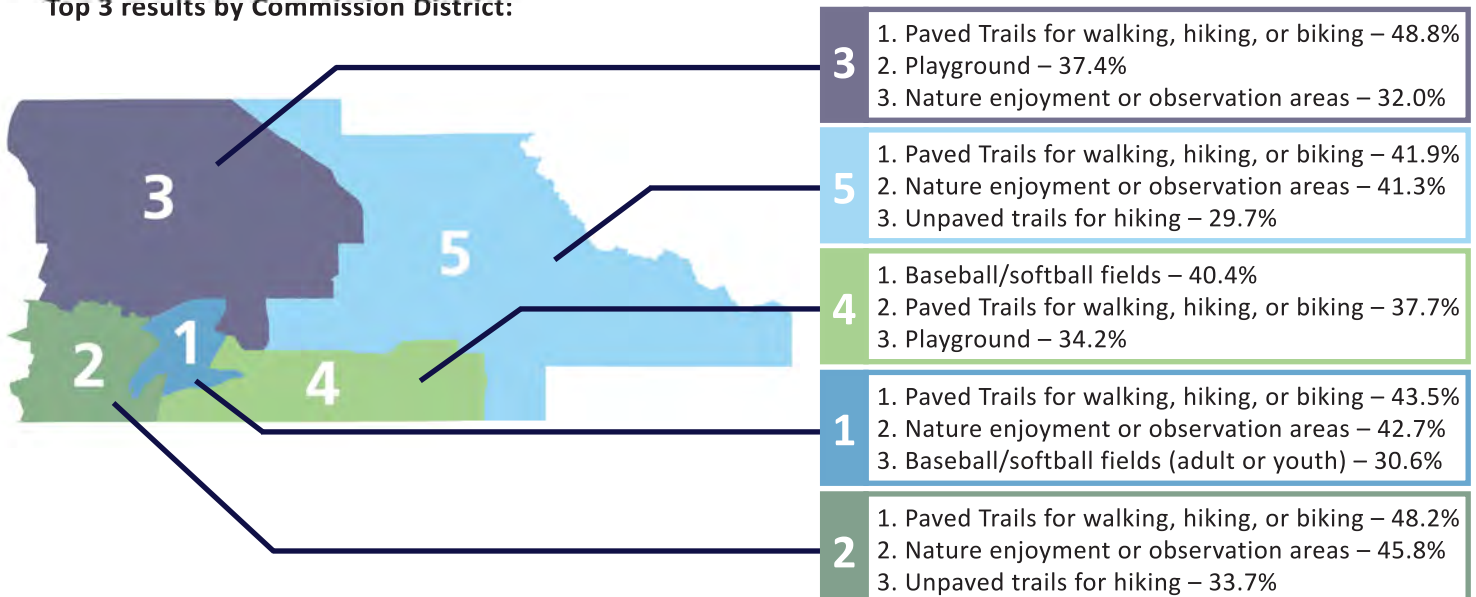 Top 3 results by Commission District:
3
1. Paved Trails for walking, hiking, or biking – 48.8%
2. Playground – 37.4%
3. Nature enjoyment or observation areas – 32.0%
5
1. Paved Trails for walking, hiking, or biking – 41.9%
2. Nature enjoyment or observation areas – 41.3%
3. Unpaved trails for hiking – 29.7%
4
1. Baseball/softball fields – 40.4%
2. Paved Trails for walking, hiking, or biking – 37.7%
3. Playground – 34.2%
1
1. Paved Trails for walking, hiking, or biking – 43.5%
2. Nature enjoyment or observation areas – 42.7%
3. Baseball/softball fields (adult or youth) – 30.6%
2
1. Paved Trails for walking, hiking, or biking – 48.2%
2. Nature enjoyment or observation areas – 45.8%
3. Unpaved trails for hiking – 33.7%
3
5
1
2
4